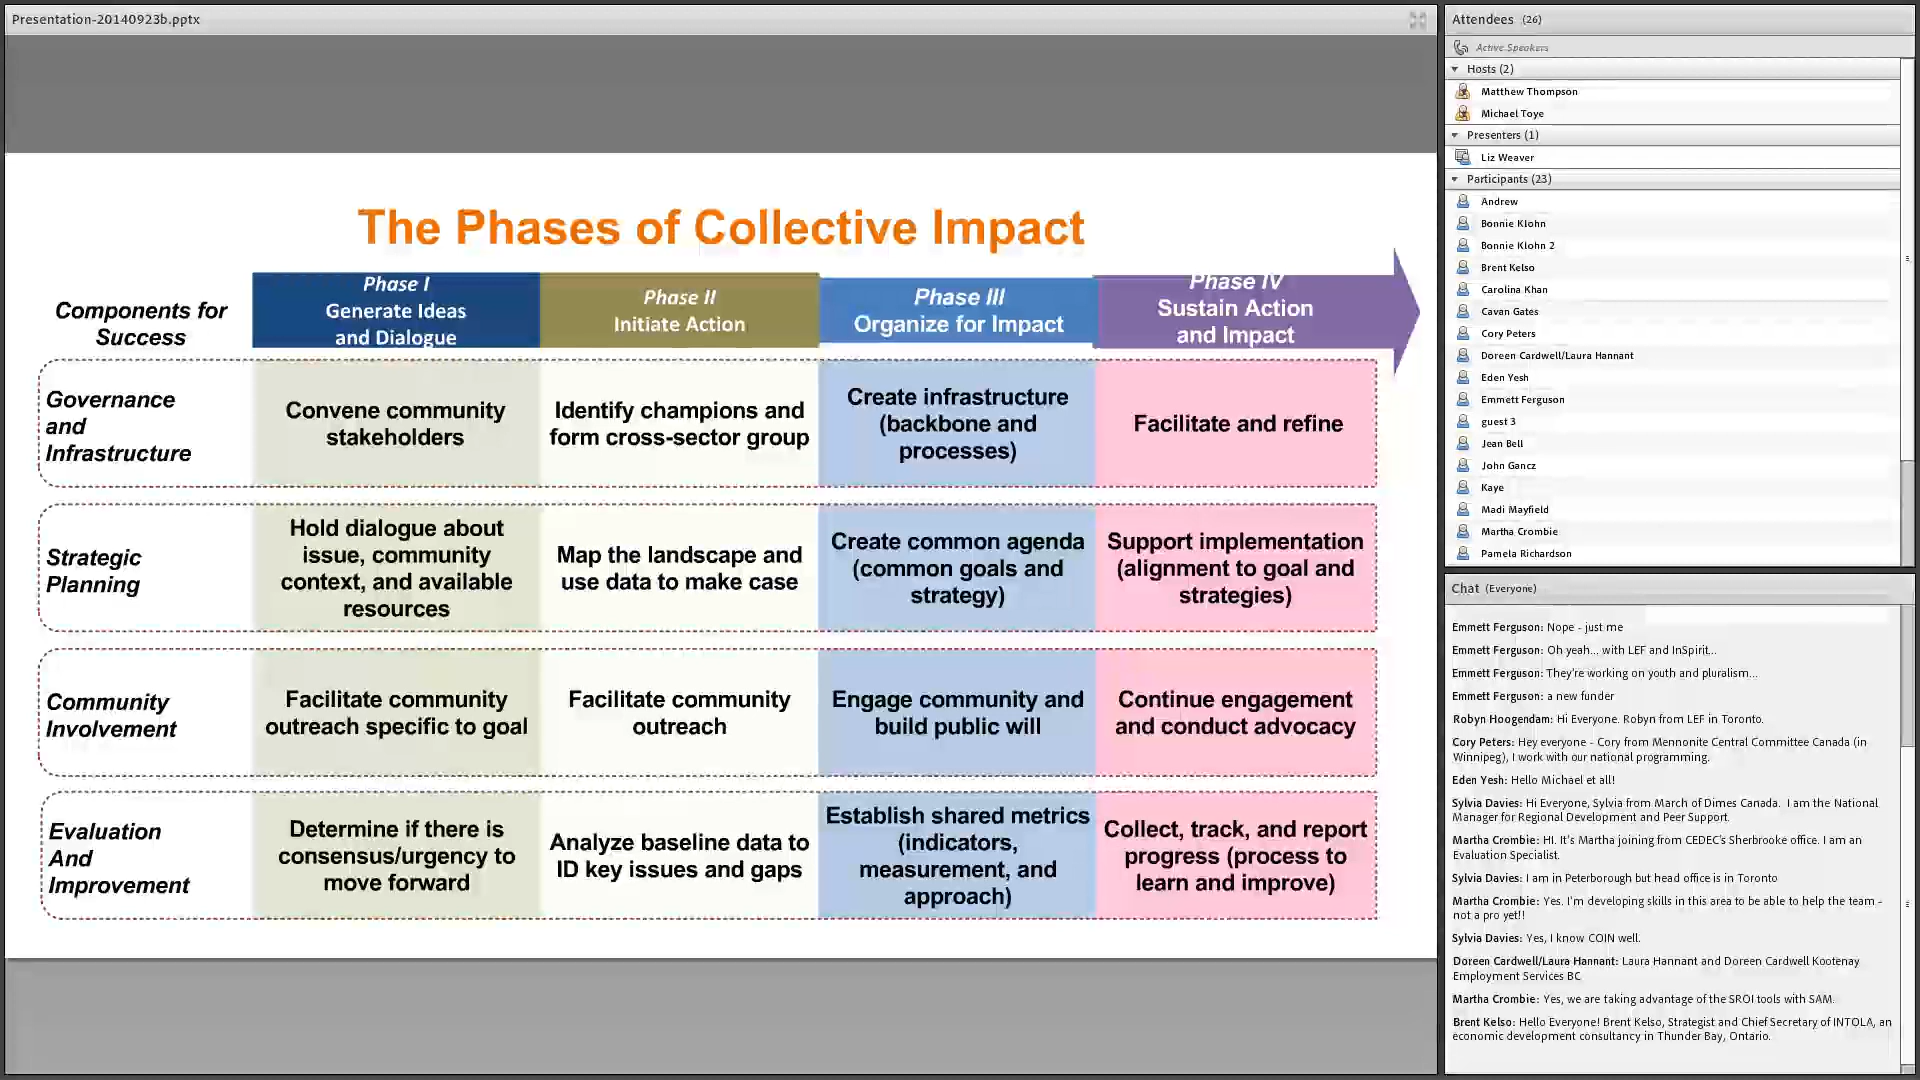 Presentation-20140923b.pptx
The Phases of Collective Impact
Components for
Success
Phase I
Generate Ideas
and Dialogue
Phase II
Initiate Action
Phase III
Organize for Impact
Phase IV
Sustain Action
and Impact
Governance
and
Infrastructure
Convene community
stakeholders
Identify champions and
form cross-sector group
Create infrastructure
(backbone and
processes)
Facilitate and refine
Strategic
Planning
Hold dialogue about
issue, community
context, and available
resources
Map the landscape and
use data to make case
Create common agenda
(common goals and
strategy)
Support implementation
(alignment to goal and
strategies)
Community
Involvement
Facilitate community
outreach specific to goal
Facilitate community
outreach
Engage community and
build public will
Continue engagement
and conduct advocacy
Evaluation
And
Improvement
Determine if there is
consensus/urgency to
move forward
Analyze baseline data to
ID key issues and gaps
Establish shared metrics
(indicators,
measurement, and
approach)
Collect, track, and report
progress (process to
learn and improve)
Attendees (26)
Active Speakers
Hosts (2)
Matthew Thompson
Michael Toye
Presenters (1)
Liz Weaver
Participants (23)
Andrew
Bonnie Klohn
Bonnie Klohn 2
Brent Kelso
Carolina Khan
Cavan Gates
Cory Peters
Doreen Cardwell/Laura Hannant
Eden Yesh
Emmett Ferguson
guest 3
Jean Bell
John Gancz
Kaye
Madi Mayfield
Martha Crombie
Pamela Richardson
Chat (Everyone)
Emmett Ferguson: Nope - just me
Emmett Ferguson: Oh yeah... with LEF and InSpirit...
Emmett Ferguson: They're working on youth and pluralism...
Emmett Ferguson: a new funder
Robyn Hoogendam: Hi Everyone. Robyn from LEF in Toronto.
Cory Peters: Hey everyone - Cory from Mennonite Central Committee Canada (in
Winnipeg), I work with our national programming.
Eden Yesh: Hello Michael et all!
Sylvia Davies: Hi Everyone, Sylvia from March of Dimes Canada. I am the National
Manager for Regional Development and Peer Support.
Martha Crombie: HI. It's Martha joining from CEDEC's Sherbrooke office. I am an
Evaluation Specialist.
Sylvia Davies: I am in Peterborough but head office is in Toronto
Martha Crombie: Yes. I'm developing skills in this area to be able to help the team -
not a pro yet!!
Sylvia Davies: Yes, I know COIN well.
Doreen Cardwell/Laura Hannant: Laura Hannant and Doreen Cardwell Kootenay
Employment Services BC
Martha Crombie: Yes, we are taking advantage of the SROI tools with SAM.
Brent Kelso: Hello Everyone! Brent Kelso, Strategist and Chief Secretary of INTOLA, an
economic development consultancy in Thunder Bay, Ontario.